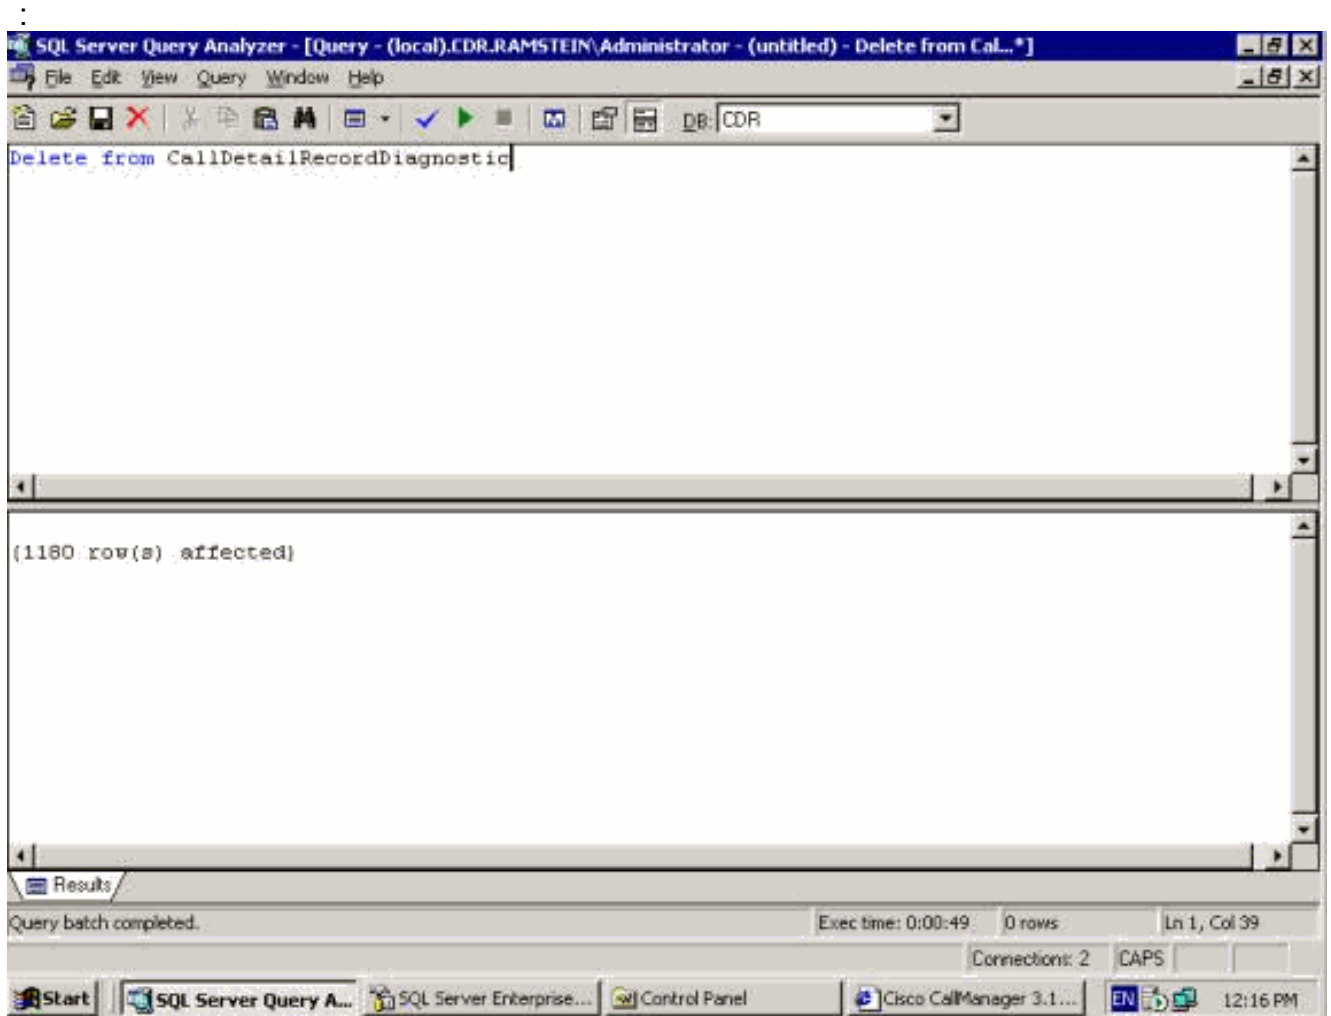 :
SQL Server Query Analyzer - [Query - (local).CDR.RAMSTEIN\Administrator - (untitled) - Delete from Cal...*]
File Edit View Query Window Help
DB: CDR
Delete from CallDetailRecordDiagnostic
(1180 row(s) affected)
Results
Query batch completed. Exec time: 0:00:49 0 rows Ln 1, Col 39
Connections: 2 CAPS
Start SQL Server Query A... SQL Server Enterprise... Control Panel Cisco CallManager 3.1... EN 12:16 PM